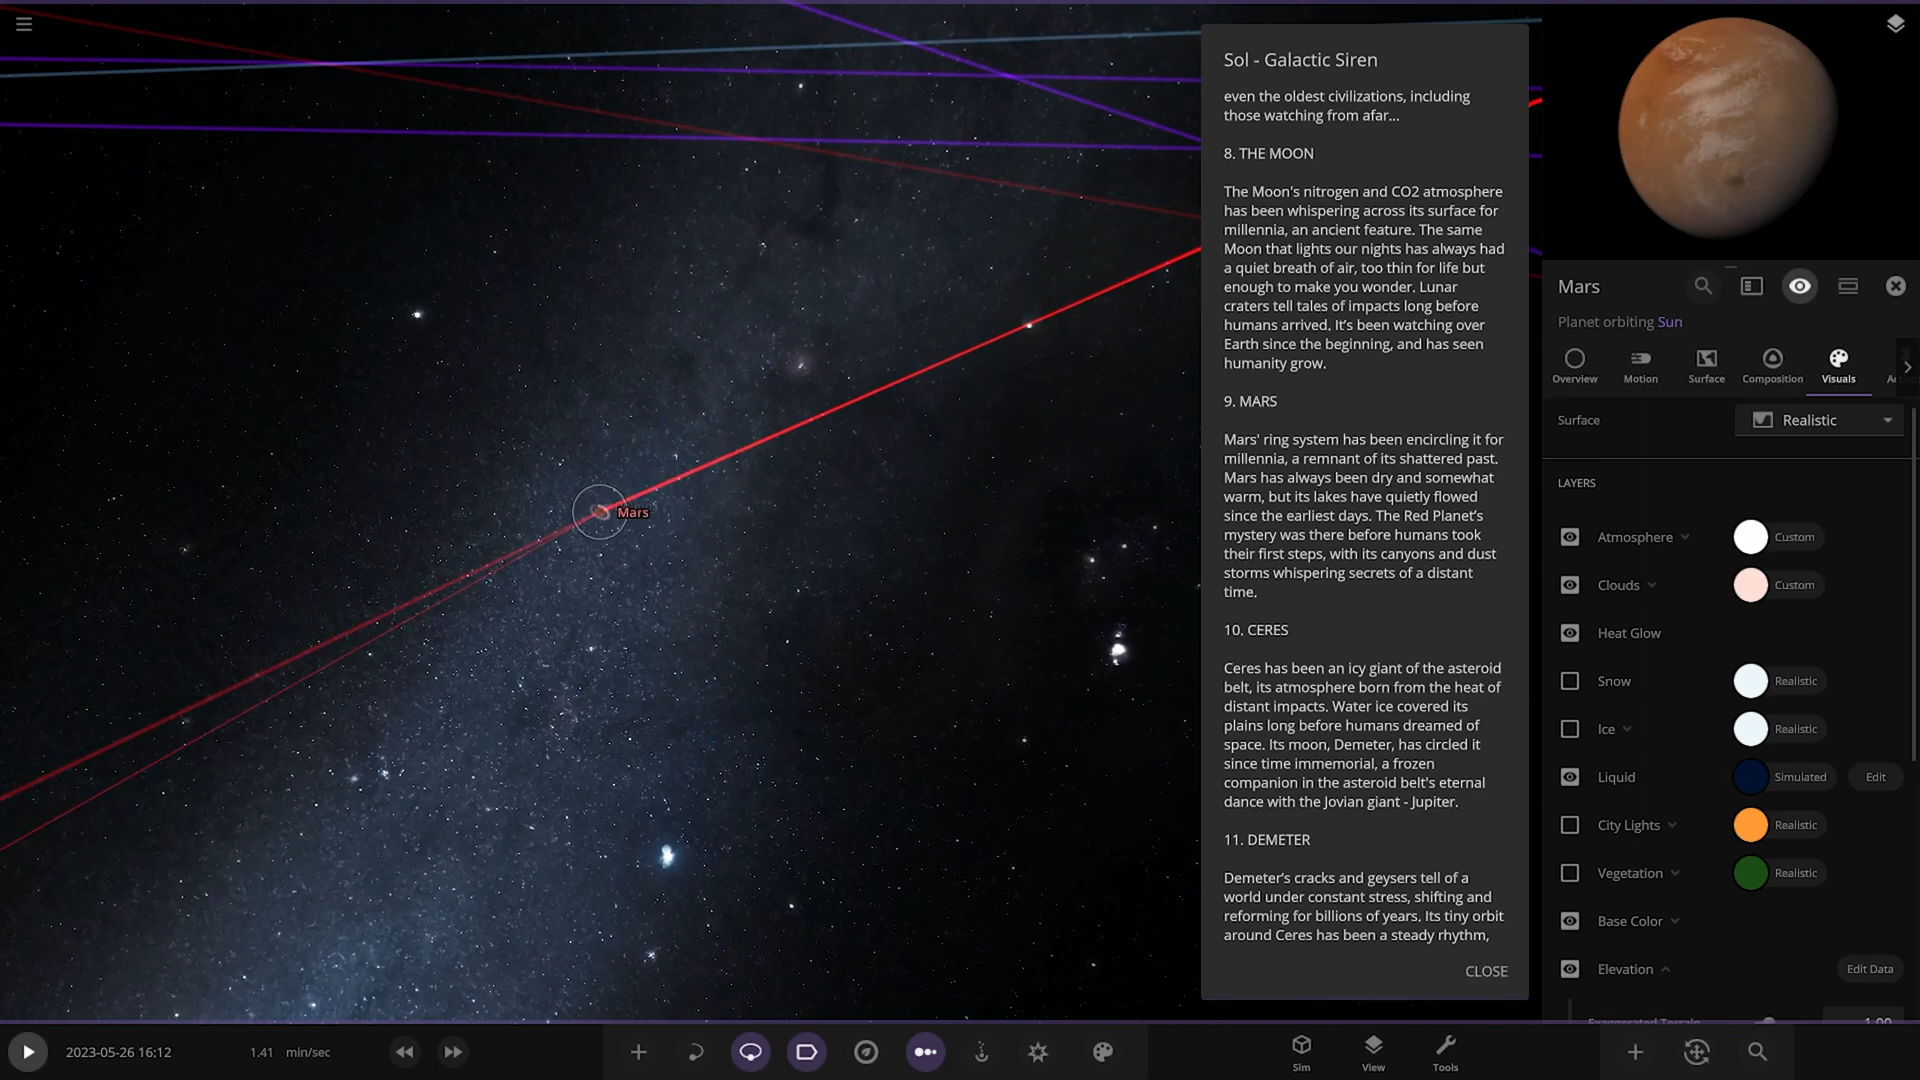 Sol - Galactic Siren
even the oldest civilizations, including
those watching from afar...
8. THE MOON
The Moon's nitrogen and CO2 atmosphere
has been whispering across its surface for
millennia, an ancient feature. The same
Moon that lights our nights has always had
a quiet breath of air, too thin for life but
enough to make you wonder. Lunar
craters tell tales of impacts long before
humans arrived. It's been watching over
Earth since the beginning, and has seen
humanity grow.
9. MARS
Mars' ring system has been encircling it for
millennia, a remnant of its shattered past.
Mars has always been dry and somewhat
warm, but its lakes have quietly flowed
since the earliest days. The Red Planet's
mystery was there before humans took
their first steps, with its canyons and dust
storms whispering secrets of a distant
time.
10. CERES
Ceres has been an icy giant of the asteroid
belt, its atmosphere born from the heat of
distant impacts. Water ice covered its
plains long before humans dreamed of
space. Its moon, Demeter, has circled it
since time immemorial, a frozen
companion in the asteroid belt's eternal
dance with the Jovian giant - Jupiter.
11. DEMETER
Demeter's cracks and geysers tell of a
world under constant stress, shifting and
reforming for billions of years. Its tiny orbit
around Ceres has been a steady rhythm,
CLOSE
Mars
Mars
Planet orbiting Sun
Overview Motion Surface Composition Visuals
Surface Realistic
LAYERS
Atmosphere Custom
Clouds Custom
Heat Glow
Snow Realistic
Ice Realistic
Liquid Simulated Edit
City Lights Realistic
Vegetation Realistic
Base Color
Elevation Edit Data
Exaggerated Terrain 1.00
2023-05-26 16:12 1.41 min/sec
Sim View Tools